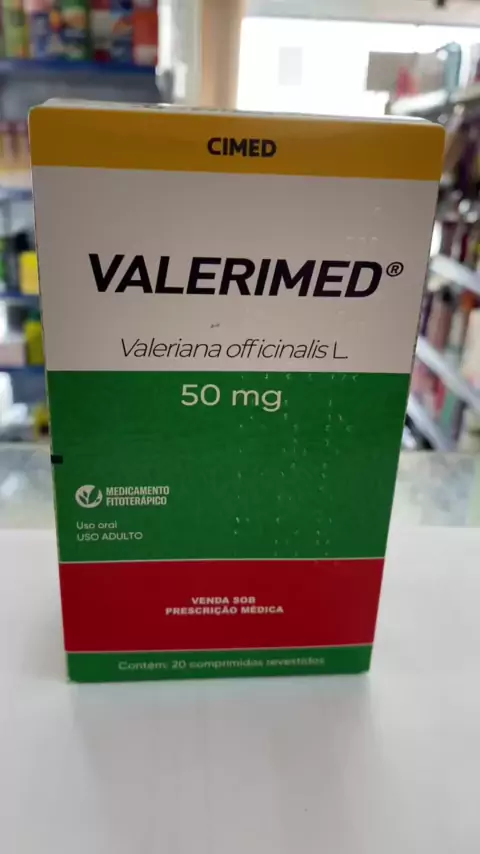 CIMED
VALERIMED®
Valeriana officinalis L.
50 mg
MEDICAMENTO
FITOTERÁPICO
Uso oral
USO ADULTO
VENDA SOB
PRESCRIÇÃO MÉDICA
Contém: 20 comprimidos revestidos